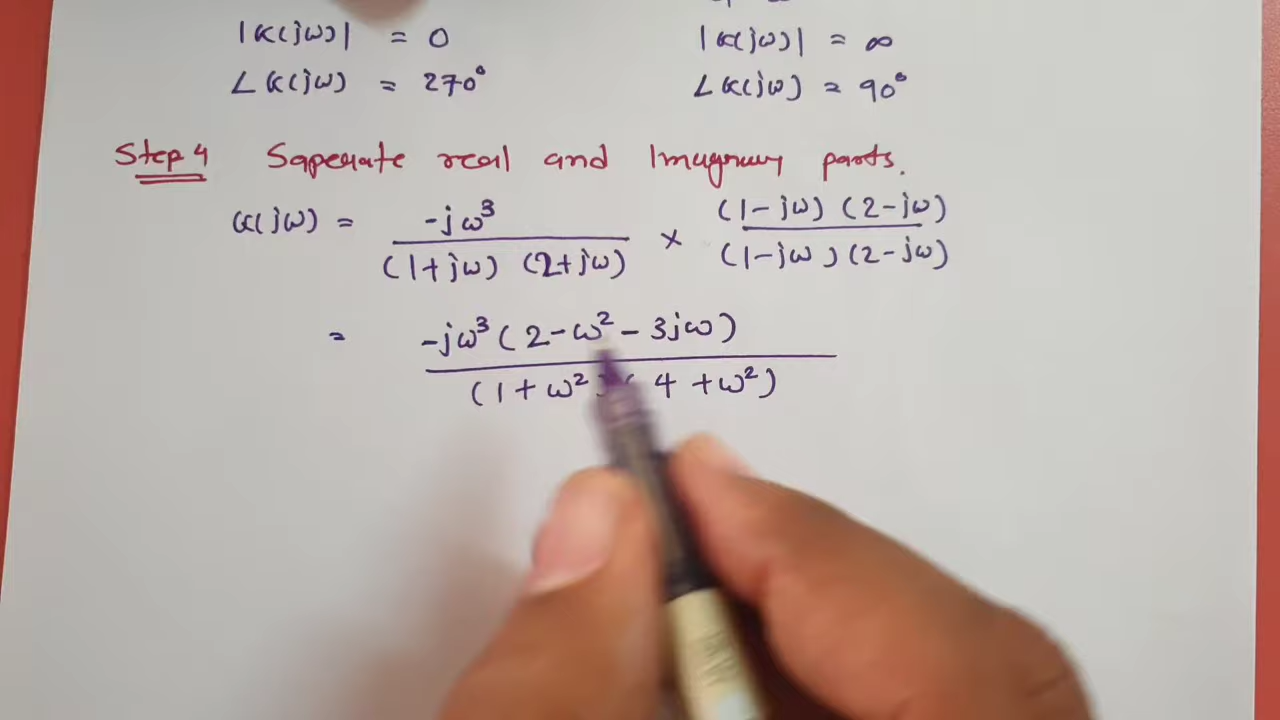 |G(jω)| = 0 |G(jω)| = ∞
∠G(jω) = 270° ∠G(jω) = 90°
Step 4 Saperate real and Imagnary parts.
G(jω) = -jω³ / (1+jω) (2+jω) × (1-jω) (2-jω) / (1-jω) (2-jω)
= -jω³ (2-ω²-3jω) / (1+ω²) (4+ω²)